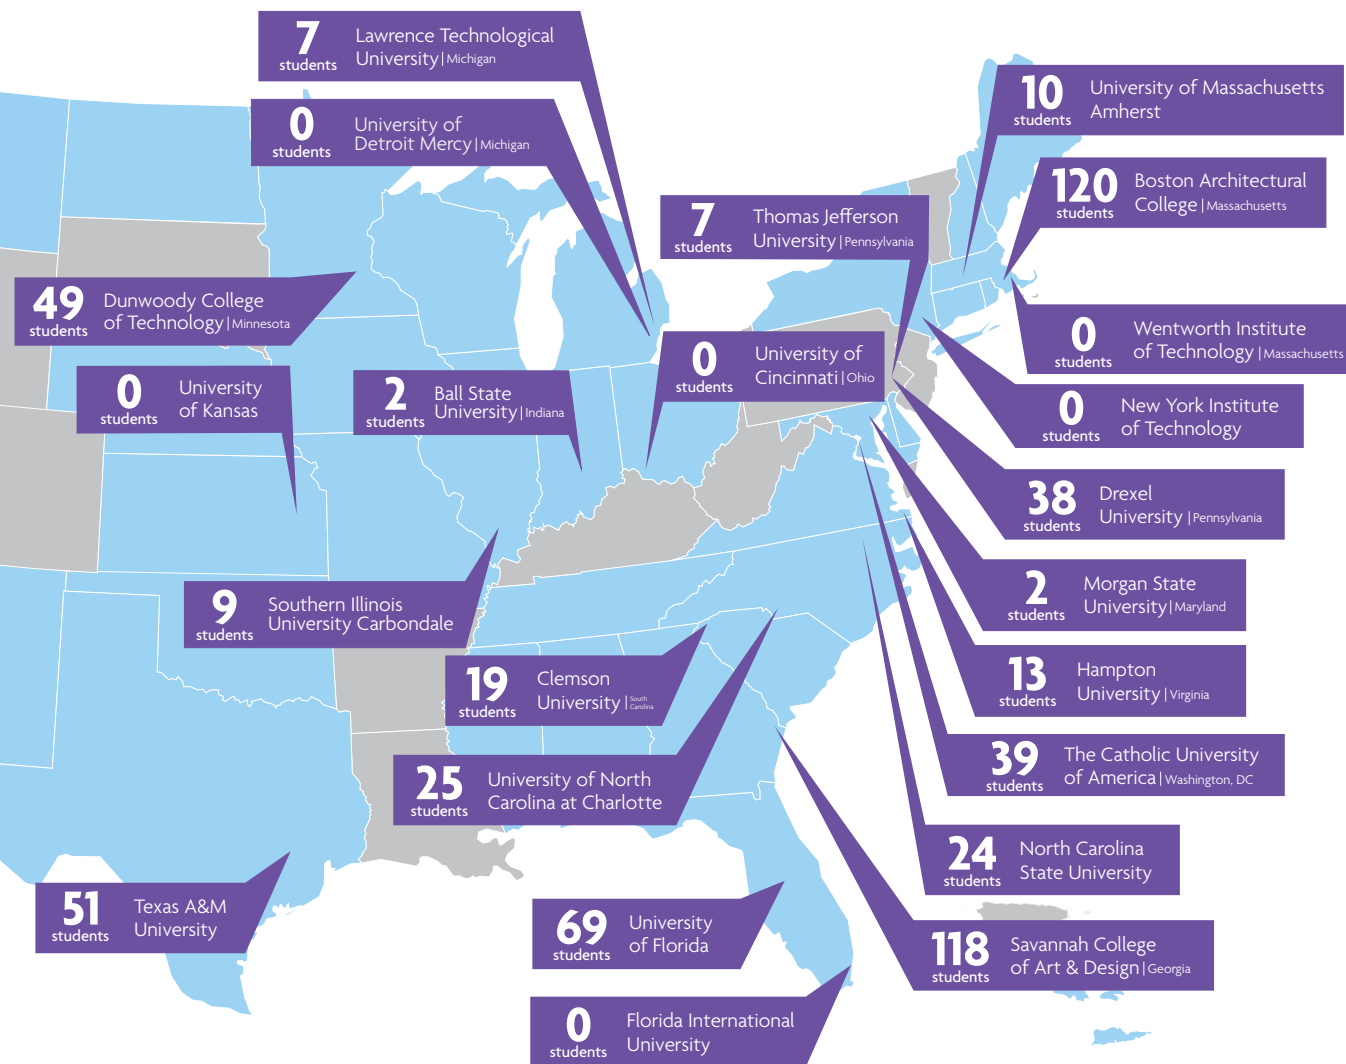 7
students
Lawrence Technological
University | Michigan
0
students
University of
Detroit Mercy | Michigan
10
students
University of Massachusetts
Amherst
120
students
Boston Architectural
College | Massachusetts
7
students
Thomas Jefferson
University | Pennsylvania
49
students
Dunwoody College
of Technology | Minnesota
0
students
Wentworth Institute
of Technology | Massachusetts
0
students
University of
Cincinnati | Ohio
0
students
University
of Kansas
2
students
Ball State
University | Indiana
0
students
New York Institute
of Technology
38
students
Drexel
University | Pennsylvania
2
students
Morgan State
University | Maryland
9
students
Southern Illinois
University Carbondale
13
students
Hampton
University | Virginia
19
students
Clemson
University | South
Carolina
39
students
The Catholic University
of America | Washington, DC
25
students
University of North
Carolina at Charlotte
24
students
North Carolina
State University
51
students
Texas A&M
University
69
students
University
of Florida
118
students
Savannah College
of Art & Design | Georgia
0
students
Florida International
University